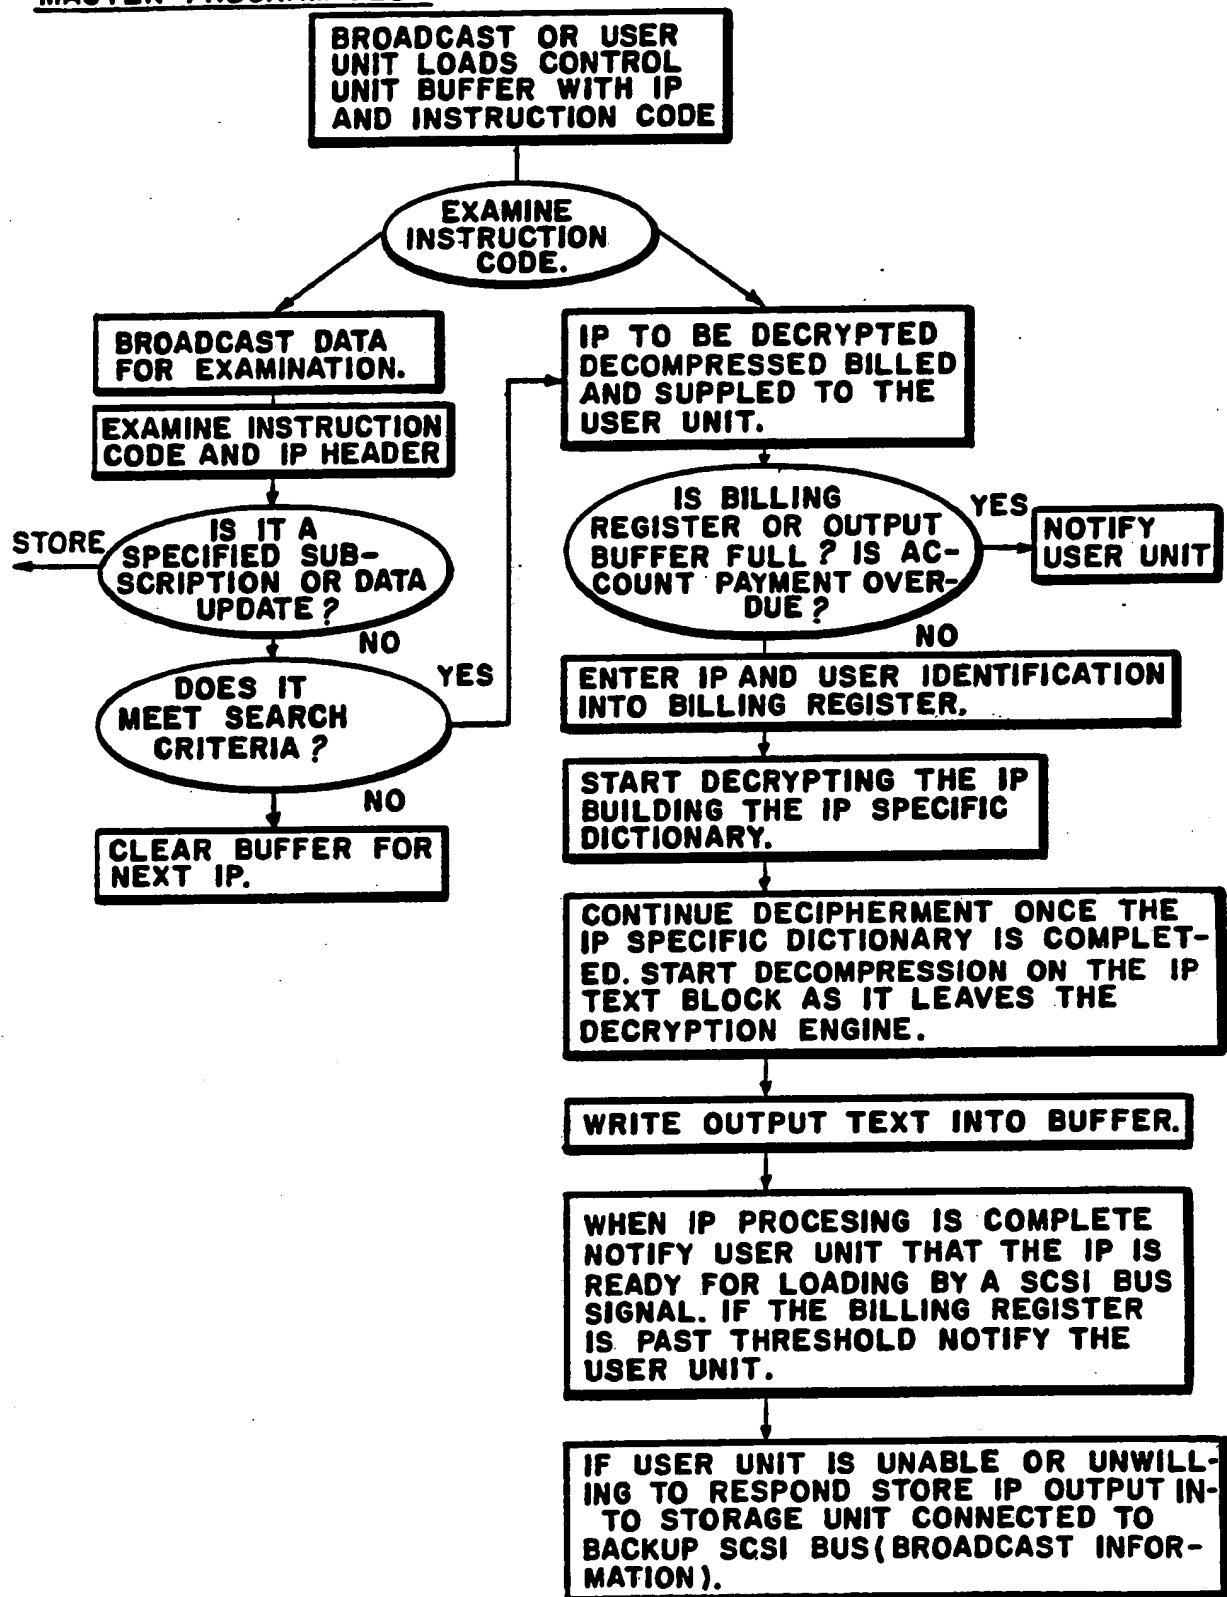 BROADCAST OR USER
UNIT LOADS CONTROL
UNIT BUFFER WITH IP
AND INSTRUCTION CODE
EXAMINE
INSTRUCTION
CODE.
BROADCAST DATA
FOR EXAMINATION.
EXAMINE INSTRUCTION
CODE AND IP HEADER
STORE
IS IT A
SPECIFIED SUB-
SCRIPTION OR DATA
UPDATE?
NO
DOES IT
MEET SEARCH
CRITERIA?
YES
NO
CLEAR BUFFER FOR
NEXT IP.
IP TO BE DECRYPTED
DECOMPRESSED BILLED
AND SUPPLED TO THE
USER UNIT.
IS BILLING
REGISTER OR OUTPUT
BUFFER FULL? IS AC-
COUNT PAYMENT OVER-
DUE?
YES
NOTIFY
USER UNIT
NO
ENTER IP AND USER IDENTIFICATION
INTO BILLING REGISTER.
START DECRYPTING THE IP
BUILDING THE IP SPECIFIC
DICTIONARY.
CONTINUE DECIPHERMENT ONCE THE
IP SPECIFIC DICTIONARY IS COMPLET-
ED. START DECOMPRESSION ON THE IP
TEXT BLOCK AS IT LEAVES THE
DECRYPTION ENGINE.
WRITE OUTPUT TEXT INTO BUFFER.
WHEN IP PROCESING IS COMPLETE
NOTIFY USER UNIT THAT THE IP IS
READY FOR LOADING BY A SCSI BUS
SIGNAL. IF THE BILLING REGISTER
IS PAST THRESHOLD NOTIFY THE
USER UNIT.
IF USER UNIT IS UNABLE OR UNWILL-
ING TO RESPOND STORE IP OUTPUT IN-
TO STORAGE UNIT CONNECTED TO
BACKUP SCSI BUS (BROADCAST INFOR-
MATION).